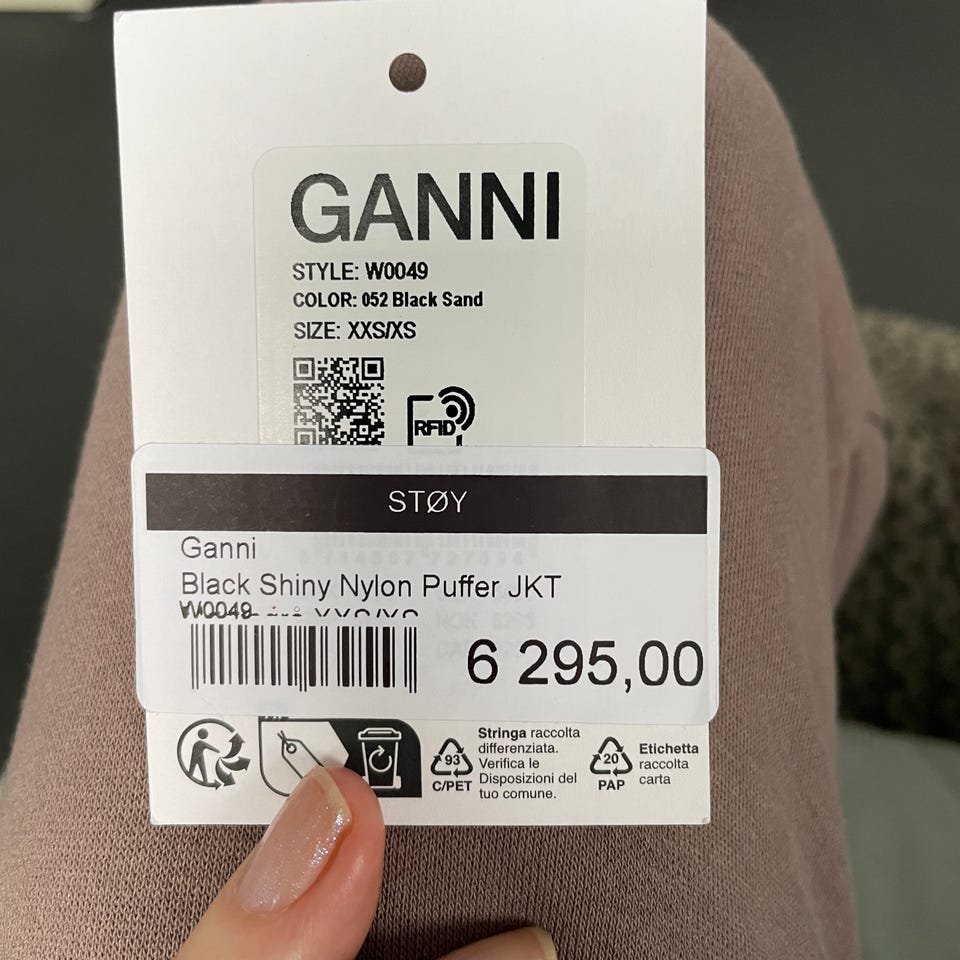 GANNI
STYLE: W0049
COLOR: 052 Black Sand
SIZE: XXS/XS
RFID
STØY
Ganni
Black Shiny Nylon Puffer JKT
W0049
6 295,00
93
C/PET
Stringa raccolta
differenziata.
Verifica le
Disposizioni del
tuo comune.
20
PAP
Etichetta
raccolta
carta